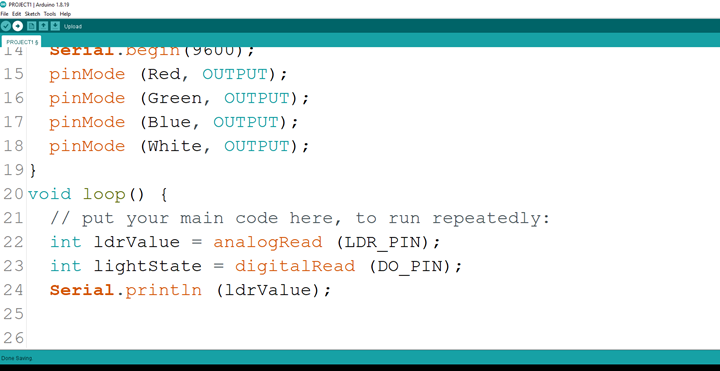 PROJECT1 | Arduino 1.8.19
File Edit Sketch Tools Help
Upload
PROJECT1 §
14 Serial.begin(9600);
15 pinMode (Red, OUTPUT);
16 pinMode (Green, OUTPUT);
17 pinMode (Blue, OUTPUT);
18 pinMode (White, OUTPUT);
19 }
20 void loop() {
21 // put your main code here, to run repeatedly:
22 int ldrValue = analogRead (LDR_PIN);
23 int lightState = digitalRead (DO_PIN);
24 Serial.println (ldrValue);
25
26
Done Saving